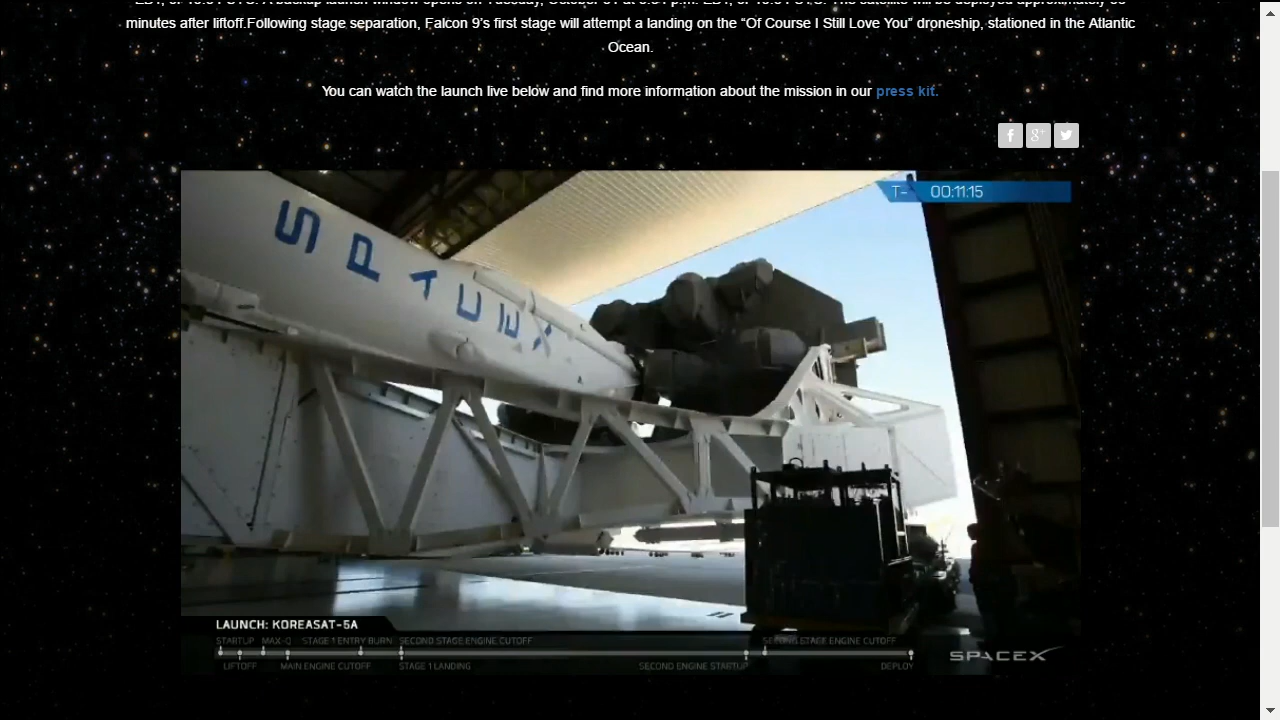 minutes after liftoff.Following stage separation, Falcon 9's first stage will attempt a landing on the "Of Course I Still Love You" droneship, stationed in the Atlantic
Ocean.
You can watch the launch live below and find more information about the mission in our press kit.
f g+
T- 00:11:15
SPACEX
LAUNCH: KOREASAT-5A
STARTUP MAX-Q STAGE 1 ENTRY BURN SECOND STAGE ENGINE CUTOFF SECOND STAGE ENGINE CUTOFF
LIFTOFF MAIN ENGINE CUTOFF STAGE 1 LANDING SECOND ENGINE STARTUP DEPLOY
SPACEX